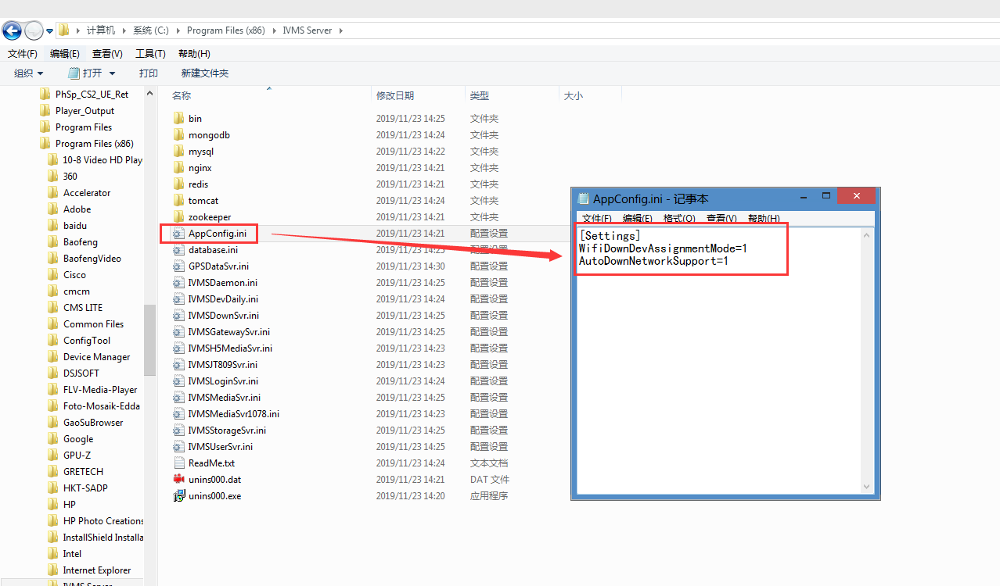 计算机 系统 (C:) Program Files (x86) IVMS Server
文件(F) 编辑(E) 查看(V) 工具(T) 帮助(H)
组织 打开 打印 新建文件夹
PhSp_CS2_UE_Ret
Player_Output
Program Files
Program Files (x86)
10-8 Video HD Play
360
Accelerator
Adobe
baidu
Baofeng
BaofengVideo
Cisco
cmcm
CMS LITE
Common Files
ConfigTool
Device Manager
DSJSOFT
FLV-Media-Player
Foto-Mosaik-Edda
GaoSuBrowser
Google
GPU-Z
GRETECH
HKT-SADP
HP
HP Photo Creations
InstallShield Installa
Intel
Internet Explorer
IVMS Server
名称 修改日期 类型 大小
bin 2019/11/23 14:25 文件夹
mongodb 2019/11/23 14:24 文件夹
mysql 2019/11/23 14:22 文件夹
nginx 2019/11/23 14:21 文件夹
redis 2019/11/23 14:21 文件夹
tomcat 2019/11/23 14:24 文件夹
zookeeper 2019/11/23 14:21 文件夹
AppConfig.ini 2019/11/23 14:21 配置设置
database.ini 2019/11/23 14:25 配置设置
GPSDataSvr.ini 2019/11/23 14:30 配置设置
IVMSDaemon.ini 2019/11/23 14:25 配置设置
IVMSDevDaily.ini 2019/11/23 14:24 配置设置
IVMSDownSvr.ini 2019/11/23 14:25 配置设置
IVMSGatewaySvr.ini 2019/11/23 14:25 配置设置
IVMSH5MediaSvr.ini 2019/11/23 14:23 配置设置
IVMSJT809Svr.ini 2019/11/23 14:23 配置设置
IVMSLoginSvr.ini 2019/11/23 14:24 配置设置
IVMSMediaSvr.ini 2019/11/23 14:25 配置设置
IVMSMediaSvr1078.ini 2019/11/23 14:23 配置设置
IVMSStorageSvr.ini 2019/11/23 14:25 配置设置
IVMSUserSvr.ini 2019/11/23 14:25 配置设置
ReadMe.txt 2019/11/23 14:24 文本文档
unins000.dat 2019/11/23 14:21 DAT 文件
unins000.exe 2019/11/23 14:20 应用程序
AppConfig.ini - 记事本
文件(F) 编辑(E) 格式(O) 查看(V) 帮助(H)
[Settings]
WifiDownDevAssignmentMode=1
AutoDownNetworkSupport=1